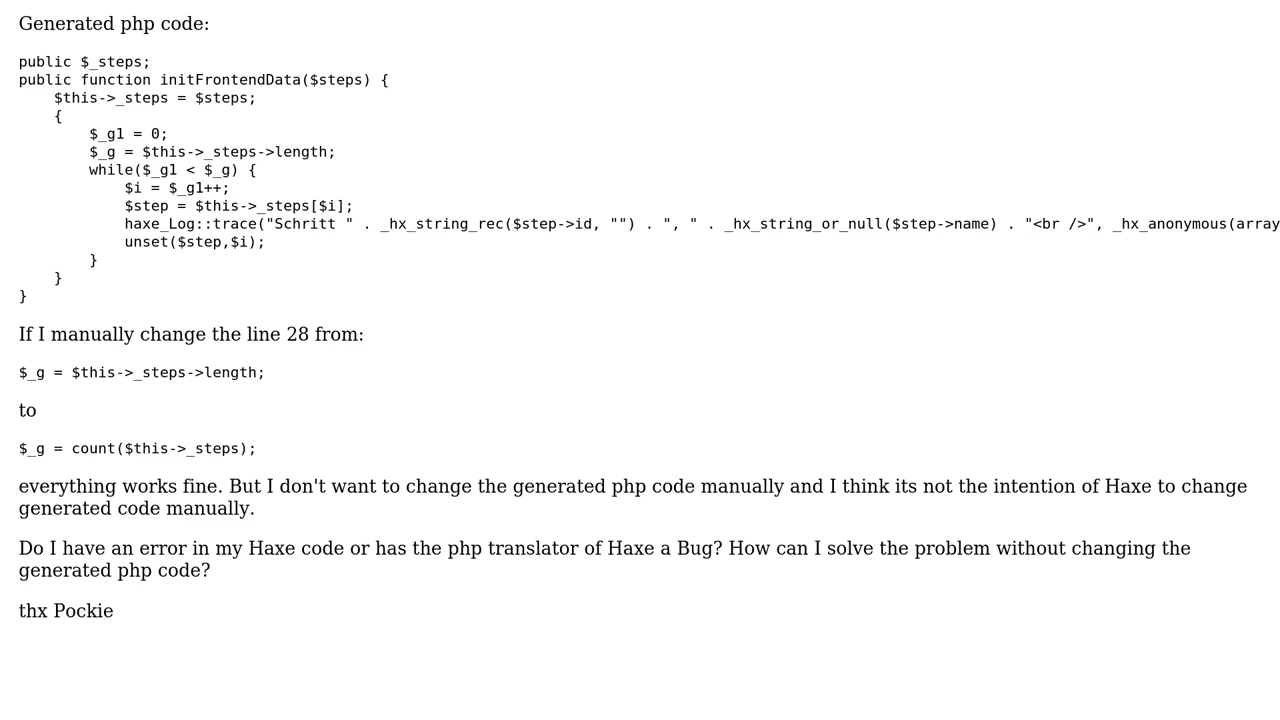 Generated php code:
public $_steps;
public function initFrontendData($steps) {
    $this->_steps = $steps;
    {
        $_g1 = 0;
        $_g = $this->_steps->length;
        while($_g1 < $_g) {
            $i = $_g1++;
            $step = $this->_steps[$i];
            haxe_Log::trace("Schritt " . _hx_string_rec($step->id, "") . ", " . _hx_string_or_null($step->name) . "<br />", _hx_anonymous(array
            unset($step,$i);
        }
    }
}
If I manually change the line 28 from:
$_g = $this->_steps->length;
to
$_g = count($this->_steps);
everything works fine. But I don't want to change the generated php code manually and I think its not the intention of Haxe to change
generated code manually.
Do I have an error in my Haxe code or has the php translator of Haxe a Bug? How can I solve the problem without changing the
generated php code?
thx Pockie